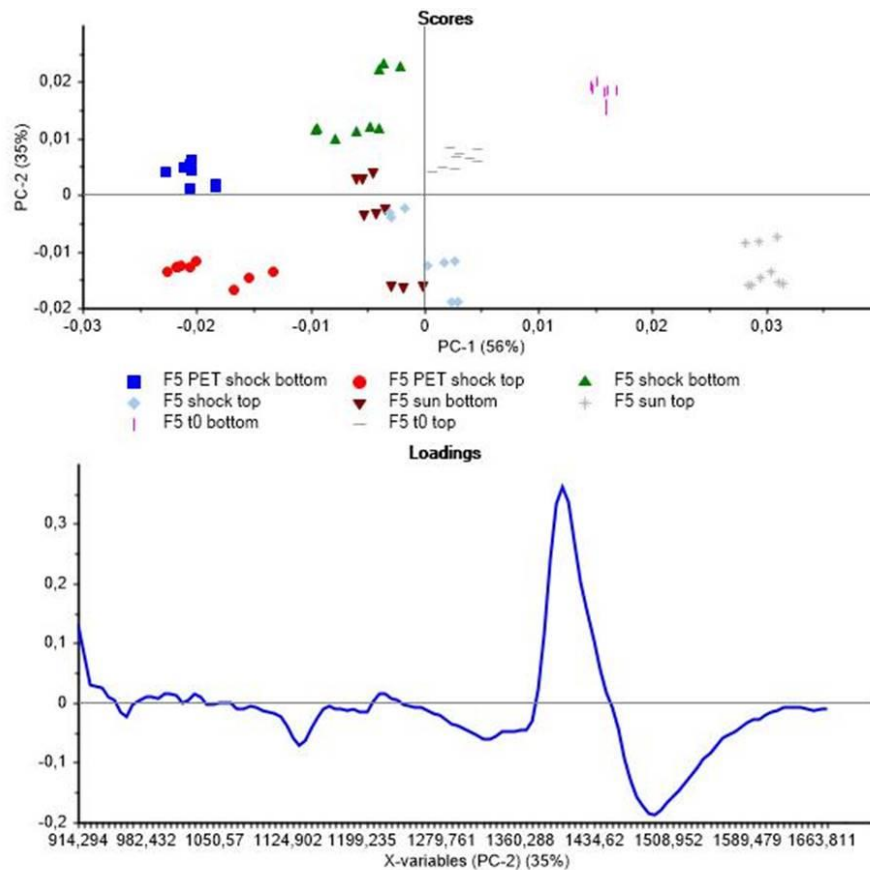 Scores
0,02
0,01
0
-0,01
-0,02
PC-2 (35%)
-0,03 -0,02 -0,01 0 0,01 0,02 0,03
PC-1 (56%)
F5 PET shock bottom F5 PET shock top F5 shock bottom
F5 shock top F5 sun bottom F5 sun top
F5 t0 bottom F5 t0 top
Loadings
0,3
0,2
0,1
0
-0,1
-0,2
914,294 982,432 1050,57 1124,902 1199,235 1279,761 1360,288 1434,62 1508,952 1589,479 1663,811
X-variables (PC-2) (35%)